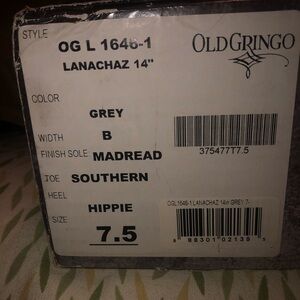 STYLE
OG L 1646-1
LANACHAZ 14"
OLD GRINGO
COLOR
GREY
WIDTH B
FINISH SOLE MADREAD
375477T7.5
TOE SOUTHERN
HEEL
HIPPIE
SIZE 7.5
OGL1646-1 LANACHAZ 14in GREY 7-